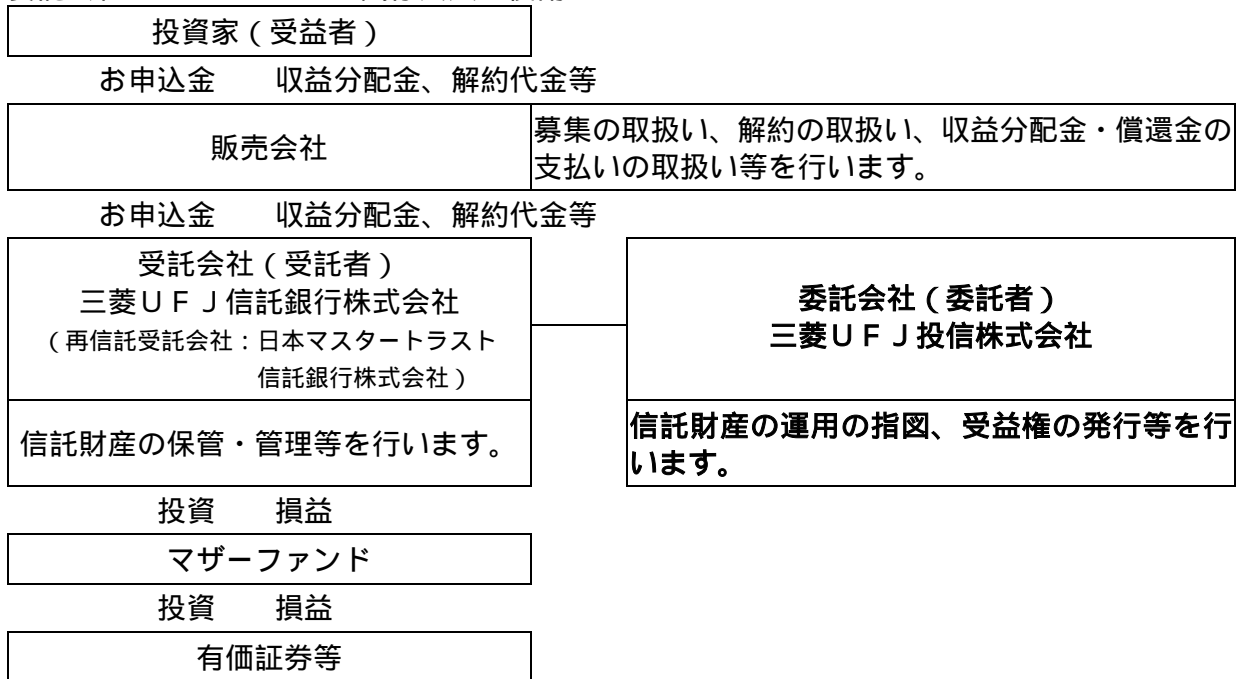 投資家（受益者）
お申込金　　収益分配金、解約代金等
販売会社
募集の取扱い、解約の取扱い、収益分配金・償還金の
支払いの取扱い等を行います。
お申込金　　収益分配金、解約代金等
受託会社（受託者）
三菱ＵＦＪ信託銀行株式会社
（再信託受託会社：日本マスタートラスト
信託銀行株式会社）
信託財産の保管・管理等を行います。
委託会社（委託者）
三菱ＵＦＪ投信株式会社
信託財産の運用の指図、受益権の発行等を行
います。
投資　　損益
マザーファンド
投資　　損益
有価証券等